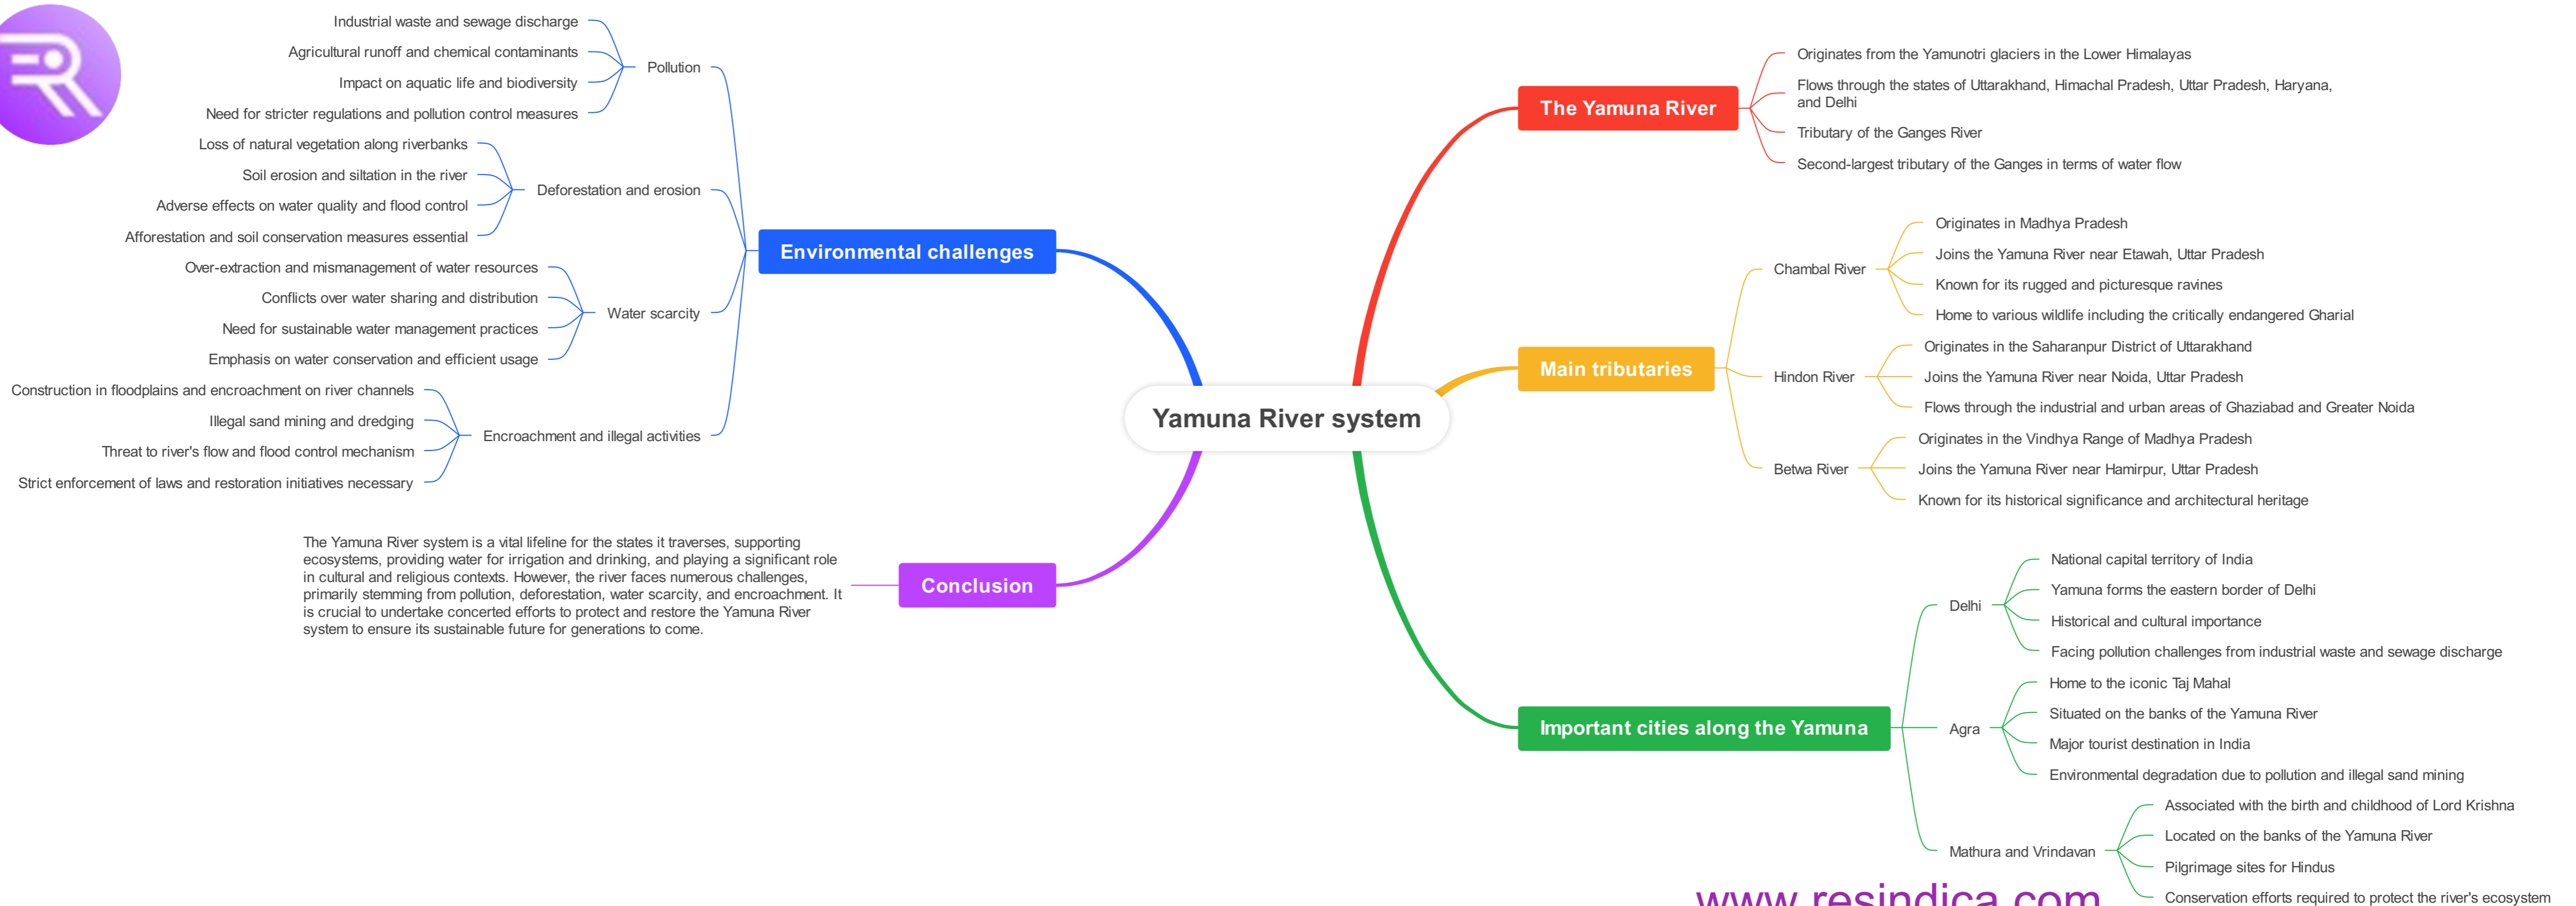 Yamuna River system
The Yamuna River
Originates from the Yamunotri glaciers in the Lower Himalayas
Flows through the states of Uttarakhand, Himachal Pradesh, Uttar Pradesh, Haryana,
and Delhi
Tributary of the Ganges River
Second-largest tributary of the Ganges in terms of water flow
Main tributaries
Chambal River
Originates in Madhya Pradesh
Joins the Yamuna River near Etawah, Uttar Pradesh
Known for its rugged and picturesque ravines
Home to various wildlife including the critically endangered Gharial
Hindon River
Originates in the Saharanpur District of Uttarakhand
Joins the Yamuna River near Noida, Uttar Pradesh
Flows through the industrial and urban areas of Ghaziabad and Greater Noida
Betwa River
Originates in the Vindhya Range of Madhya Pradesh
Joins the Yamuna River near Hamirpur, Uttar Pradesh
Known for its historical significance and architectural heritage
Important cities along the Yamuna
Delhi
National capital territory of India
Yamuna forms the eastern border of Delhi
Historical and cultural importance
Facing pollution challenges from industrial waste and sewage discharge
Agra
Home to the iconic Taj Mahal
Situated on the banks of the Yamuna River
Major tourist destination in India
Environmental degradation due to pollution and illegal sand mining
Mathura and Vrindavan
Associated with the birth and childhood of Lord Krishna
Located on the banks of the Yamuna River
Pilgrimage sites for Hindus
Conservation efforts required to protect the river's ecosystem
Environmental challenges
Pollution
Industrial waste and sewage discharge
Agricultural runoff and chemical contaminants
Impact on aquatic life and biodiversity
Need for stricter regulations and pollution control measures
Deforestation and erosion
Loss of natural vegetation along riverbanks
Soil erosion and siltation in the river
Adverse effects on water quality and flood control
Afforestation and soil conservation measures essential
Water scarcity
Over-extraction and mismanagement of water resources
Conflicts over water sharing and distribution
Need for sustainable water management practices
Emphasis on water conservation and efficient usage
Encroachment and illegal activities
Construction in floodplains and encroachment on river channels
Illegal sand mining and dredging
Threat to river's flow and flood control mechanism
Strict enforcement of laws and restoration initiatives necessary
Conclusion
The Yamuna River system is a vital lifeline for the states it traverses, supporting
ecosystems, providing water for irrigation and drinking, and playing a significant role
in cultural and religious contexts. However, the river faces numerous challenges,
primarily stemming from pollution, deforestation, water scarcity, and encroachment. It
is crucial to undertake concerted efforts to protect and restore the Yamuna River
system to ensure its sustainable future for generations to come.
www.resindica.com